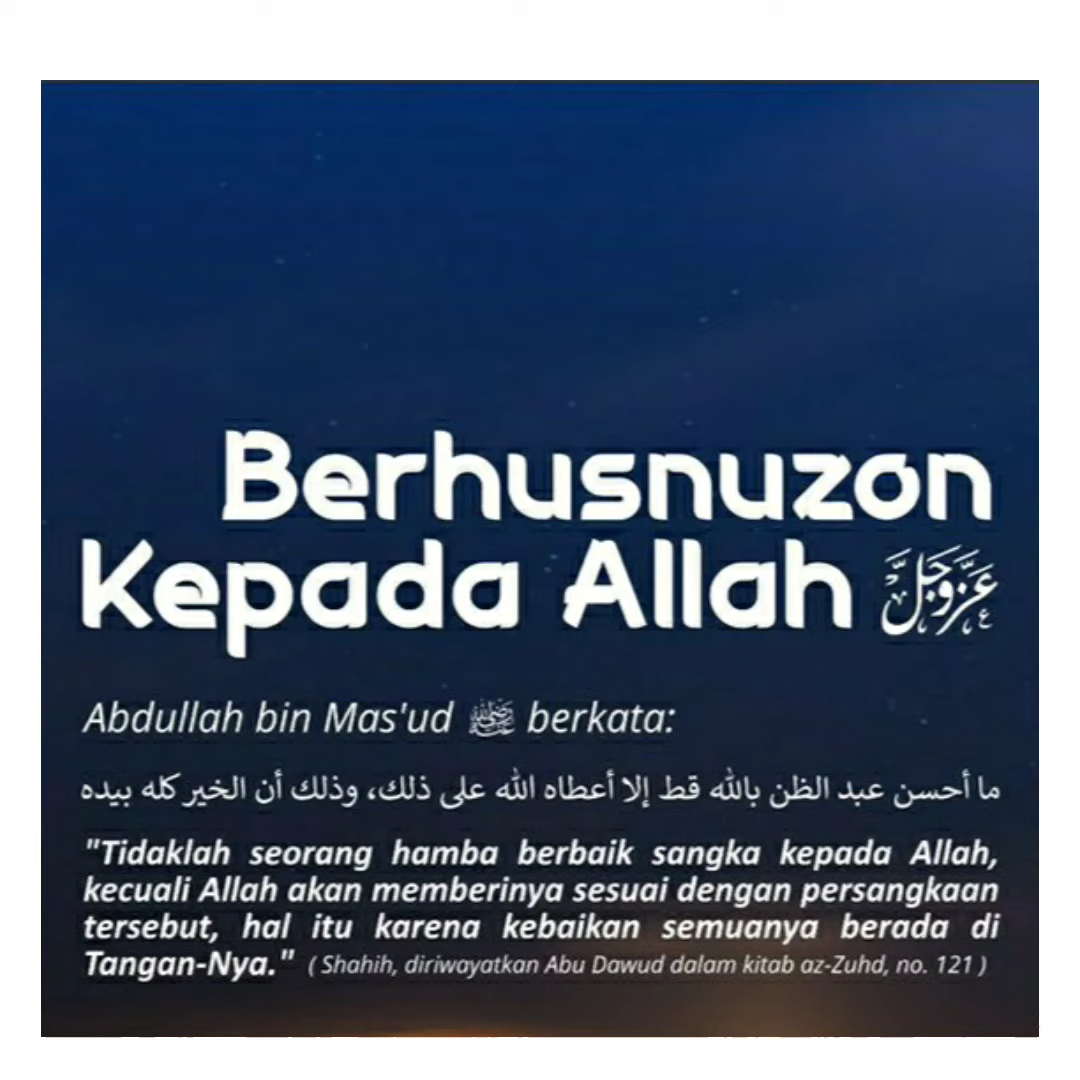 Berhusnuzon
Kepada Allah عَزَّوَجَلَّ
Abdullah bin Mas'ud رضي الله عنه berkata:
ما أحسن عبد الظن بالله قط إلا أعطاه الله على ذلك، وذلك أن الخير كله بيده
"Tidaklah seorang hamba berbaik sangka kepada Allah,
kecuali Allah akan memberinya sesuai dengan persangkaan
tersebut, hal itu karena kebaikan semuanya berada di
Tangan-Nya." ( Shahih, diriwayatkan Abu Dawud dalam kitab az-Zuhd, no. 121 )